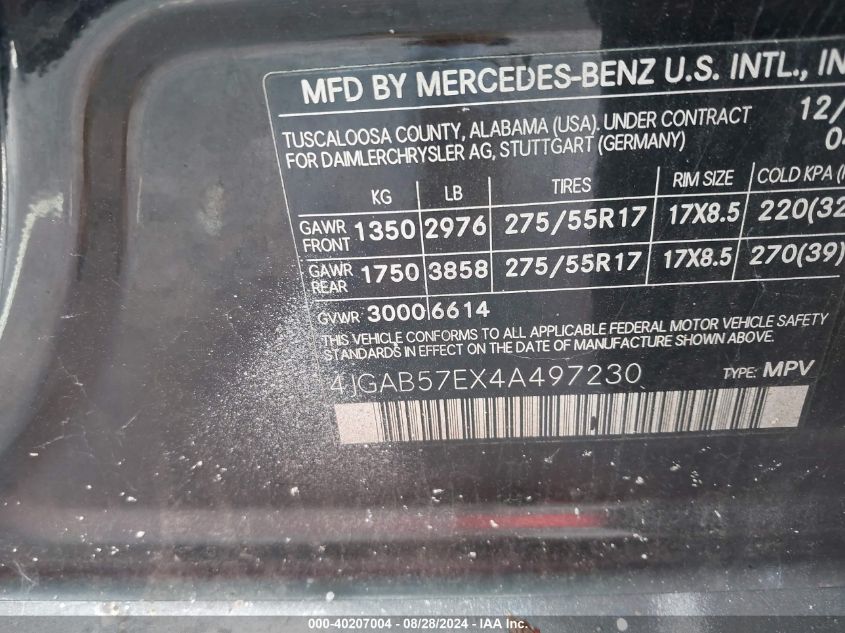 MFD BY MERCEDES-BENZ U.S. INTL., IN
TUSCALOOSA COUNTY, ALABAMA (USA). UNDER CONTRACT 12/
FOR DAIMLERCHRYSLER AG, STUTTGART (GERMANY) 04
KG LB TIRES RIM SIZE COLD KPA (
GAWR FRONT 1350 2976 275/55R17 17X8.5 220(32
GAWR REAR 1750 3858 275/55R17 17X8.5 270(39)
GVWR 3000 6614
THIS VEHICLE CONFORMS TO ALL APPLICABLE FEDERAL MOTOR VEHICLE SAFETY
STANDARDS IN EFFECT ON THE DATE OF MANUFACTURE SHOWN ABOVE.
4JGAB57EX4A497230 TYPE: MPV
000-40207004 - 08/28/2024 - IAA Inc.